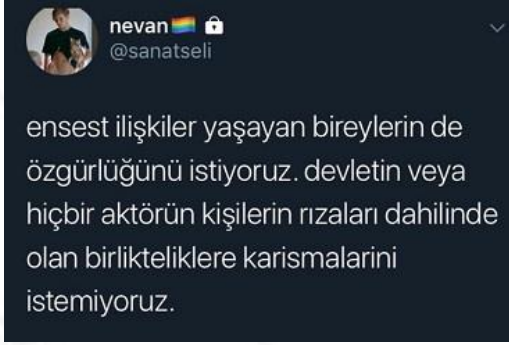 nevan🏳️‍🌈🔒
@sanatseli
ensest ilişkiler yaşayan bireylerin de
özgürlüğünü istiyoruz. devletin veya
hiçbir aktörün kişilerin rızaları dahilinde
olan birlikteliklere karismalarini
istemiyoruz.